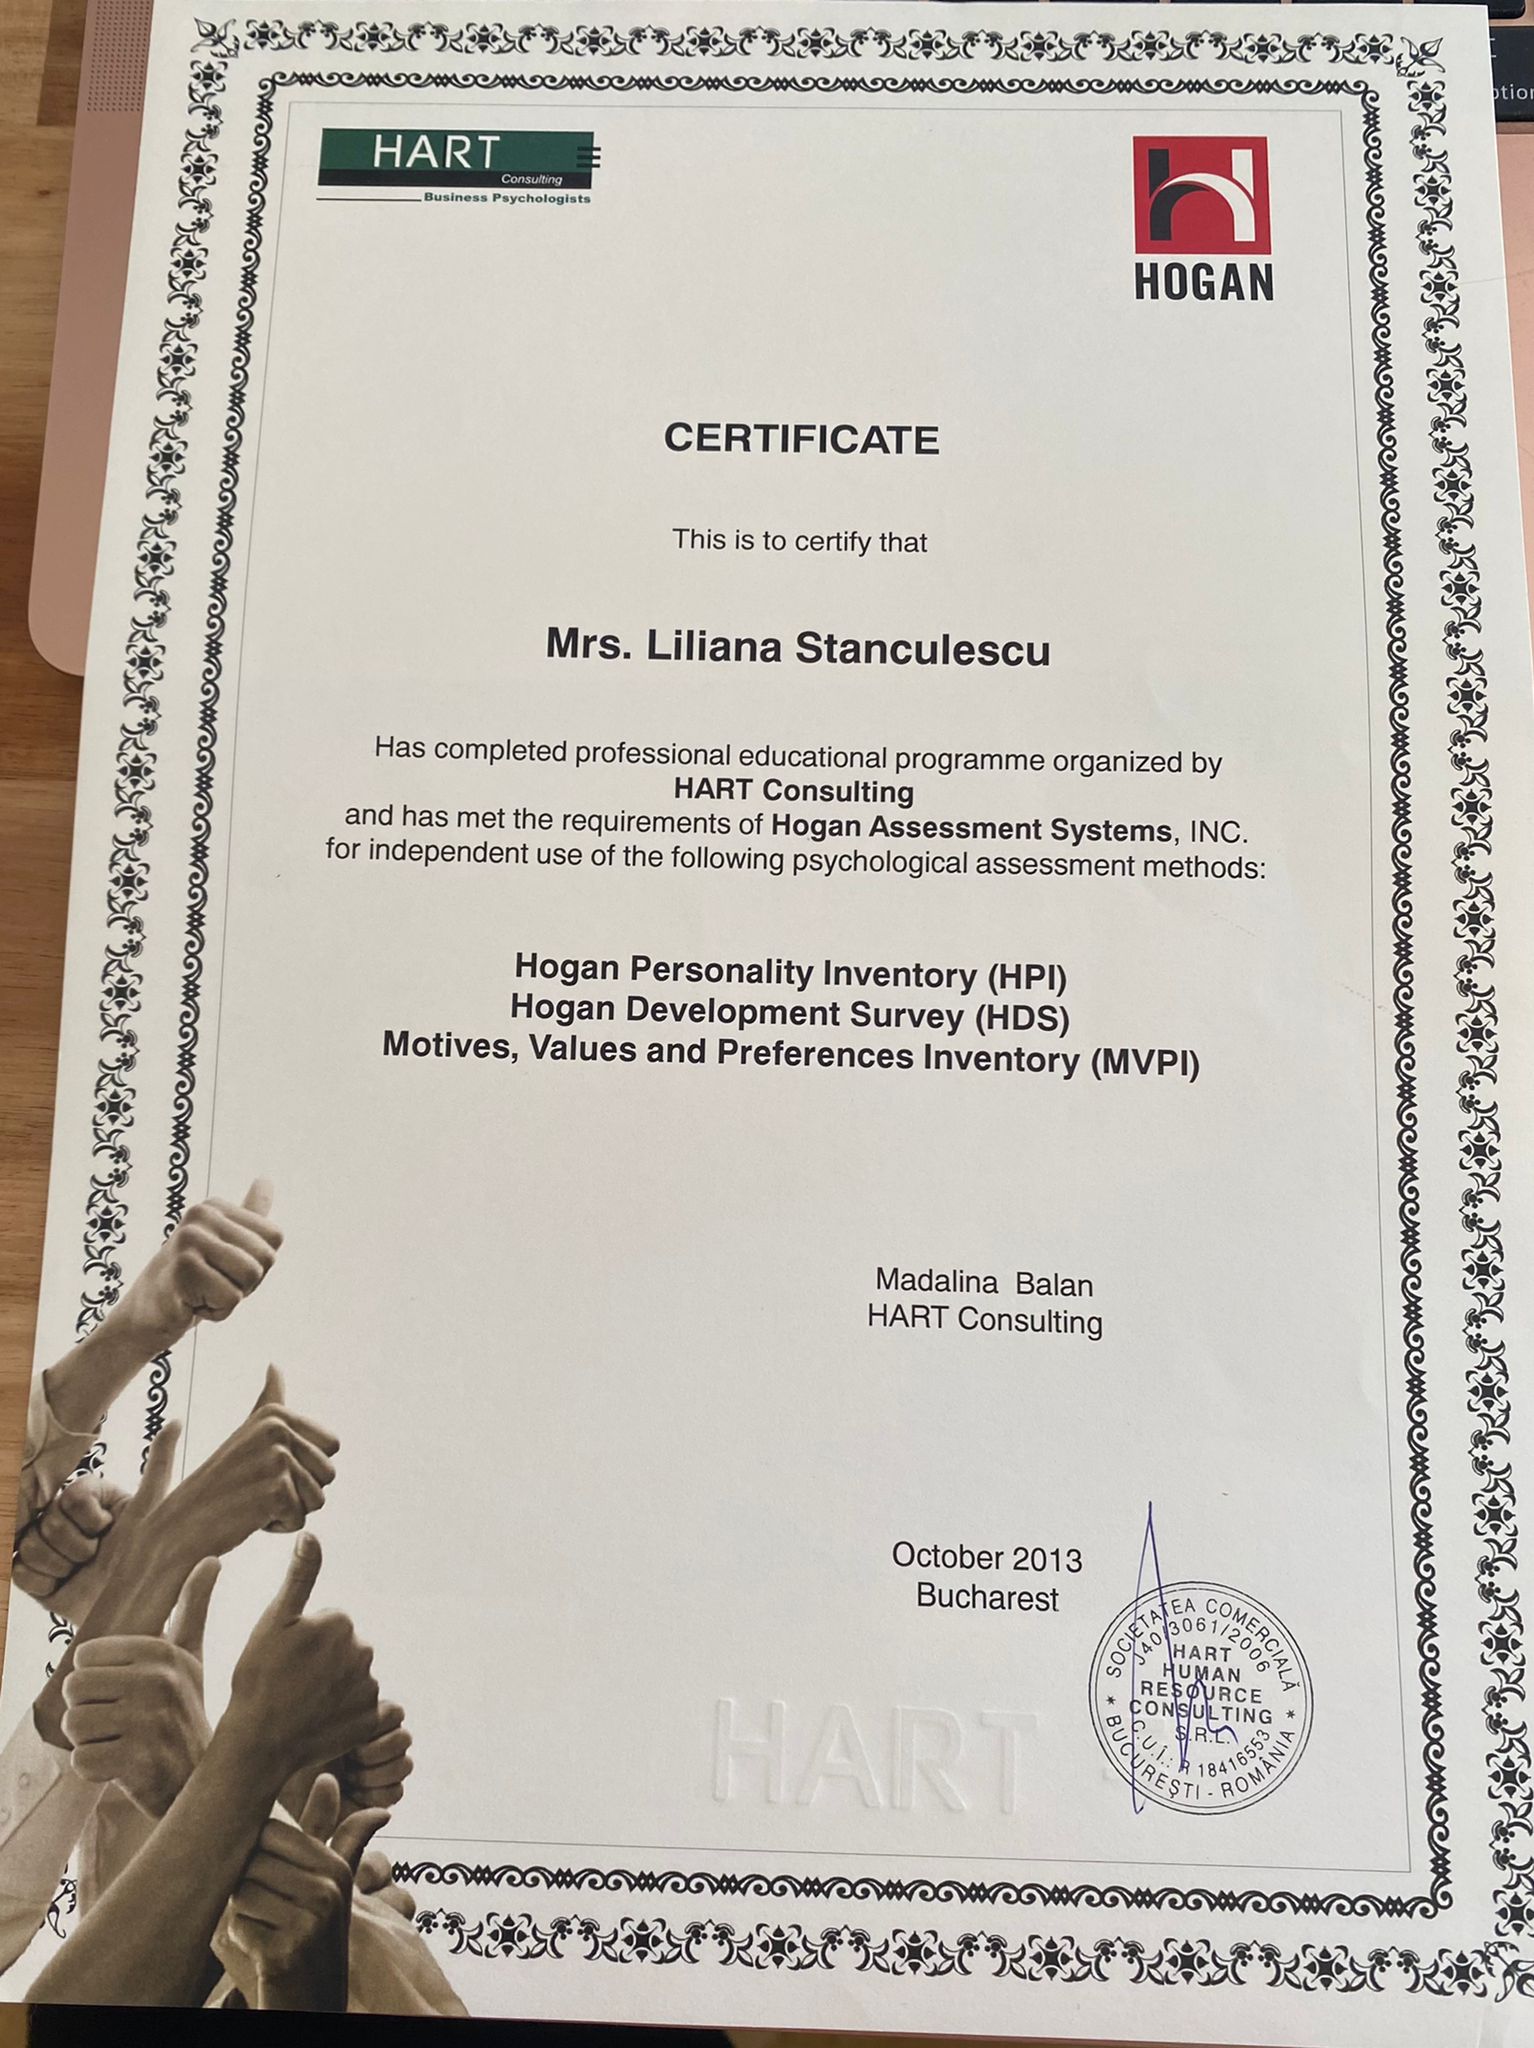 HART
Consulting
Business Psychologists
HOGAN
CERTIFICATE
This is to certify that
Mrs. Liliana Stanculescu
Has completed professional educational programme organized by
HART Consulting
and has met the requirements of Hogan Assessment Systems, INC.
for independent use of the following psychological assessment methods:
Hogan Personality Inventory (HPI)
Hogan Development Survey (HDS)
Motives, Values and Preferences Inventory (MVPI)
Madalina Balan
HART Consulting
October 2013
Bucharest
SOCIETATEA COMERCIALĂ
J40/3061/2006
HART
HUMAN
RESOURCE
CONSULTING
S.R.L.
C.U.I.: R 18416553
* BUCUREŞTI - ROMÂNIA *
HART